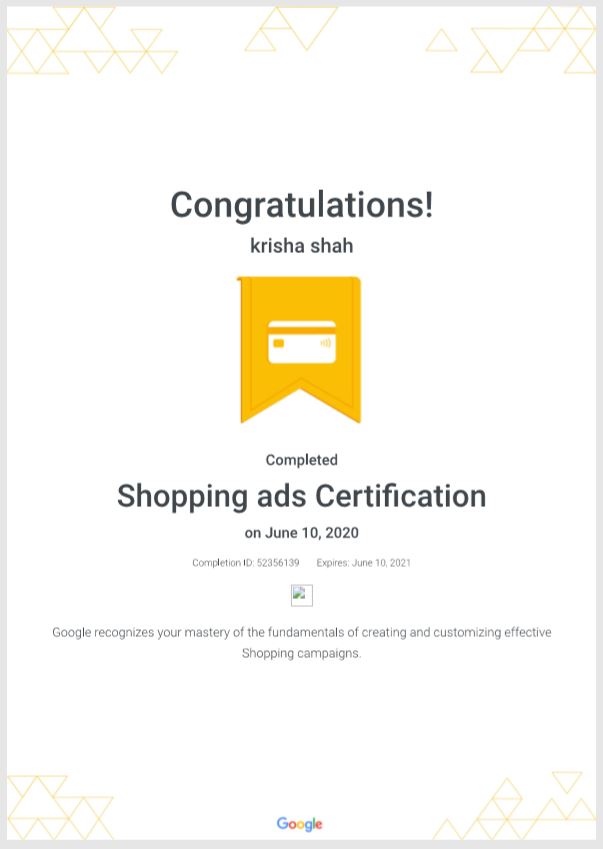 Congratulations!
krisha shah
Completed
Shopping ads Certification
on June 10, 2020
Completion ID: 52356139 Expires: June 10, 2021
Google recognizes your mastery of the fundamentals of creating and customizing effective
Shopping campaigns.
Google